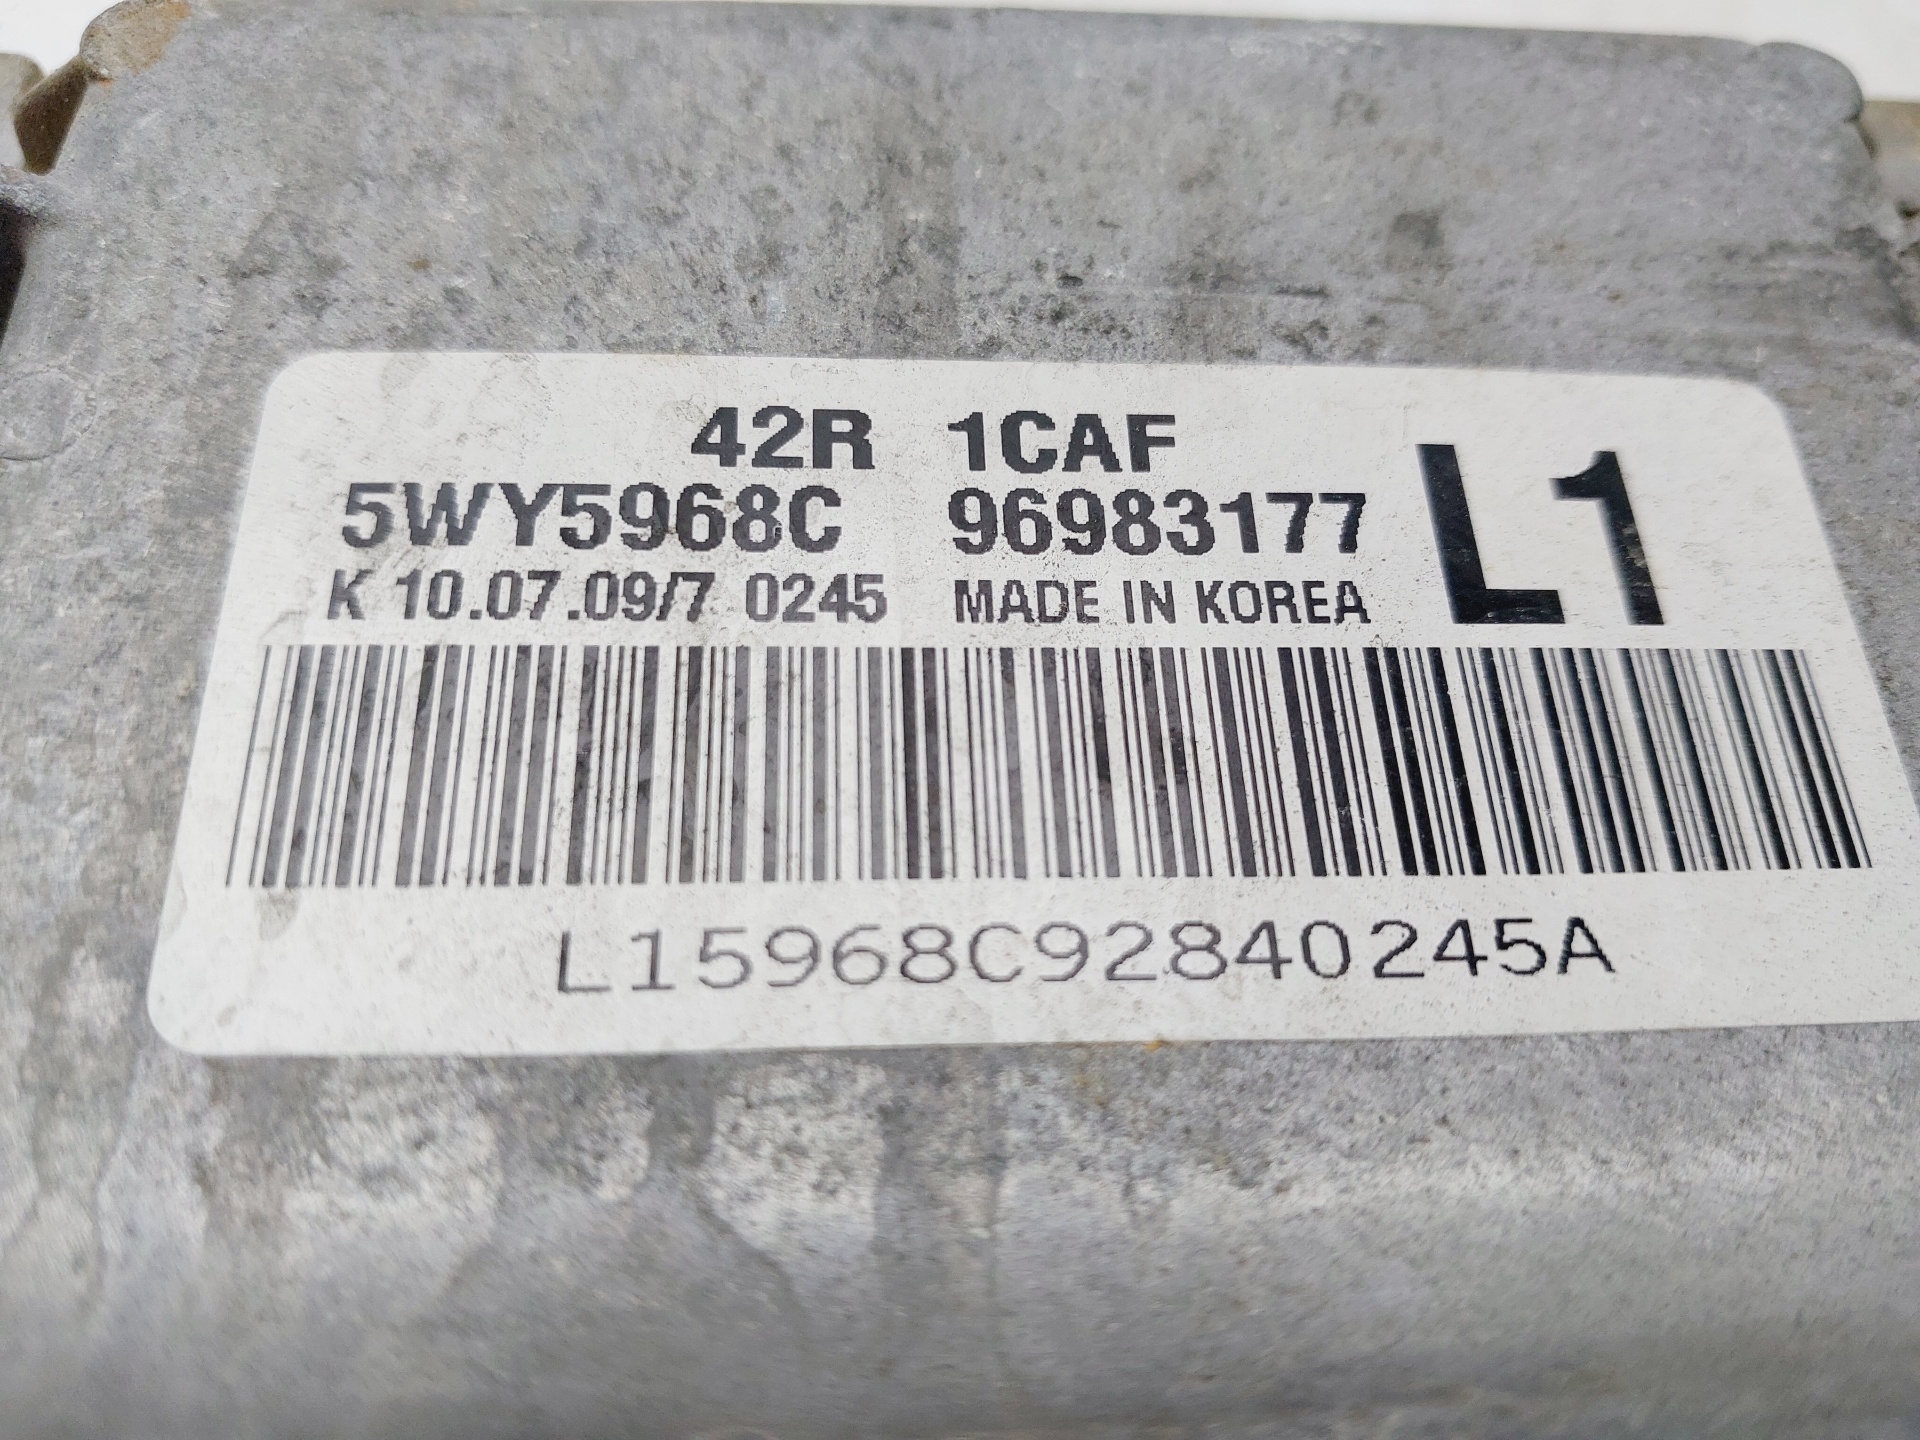 42R 1CAF
5WY5968C 96983177 L1
K 10.07.09/7 0245 MADE IN KOREA
L15968C92840245A